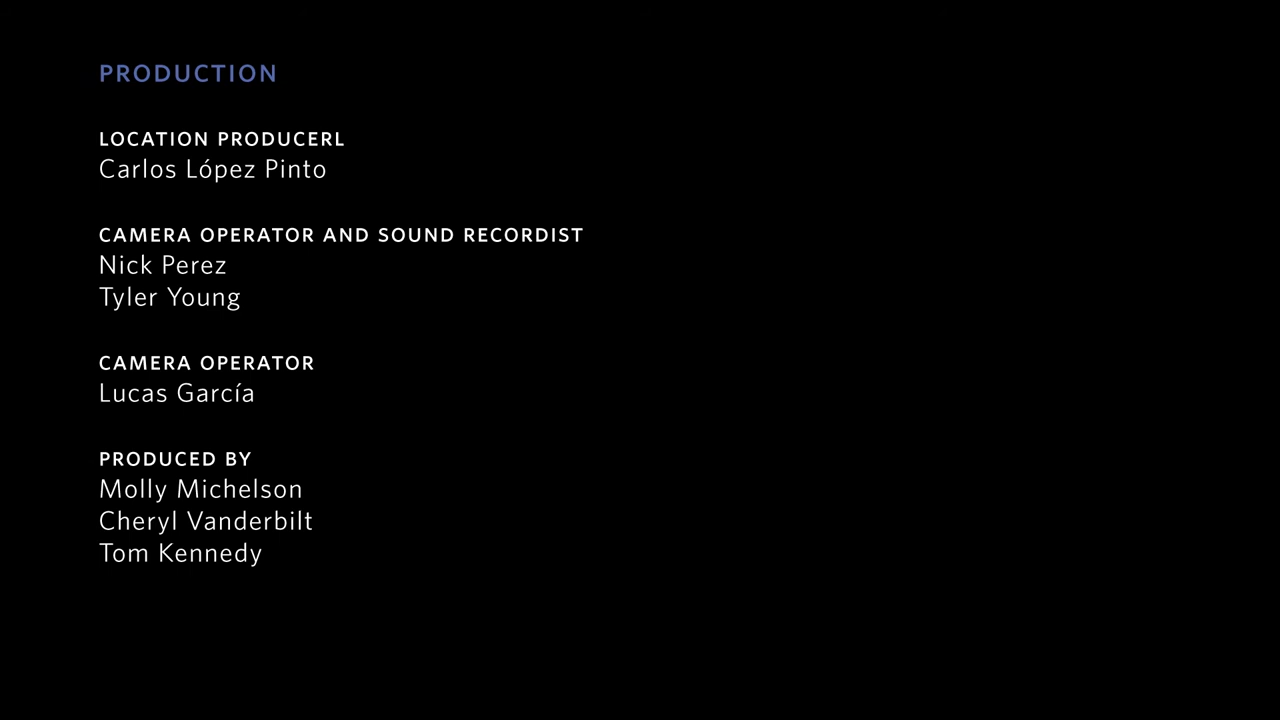 PRODUCTION
LOCATION PRODUCERL
Carlos López Pinto
CAMERA OPERATOR AND SOUND RECORDIST
Nick Perez
Tyler Young
CAMERA OPERATOR
Lucas García
PRODUCED BY
Molly Michelson
Cheryl Vanderbilt
Tom Kennedy